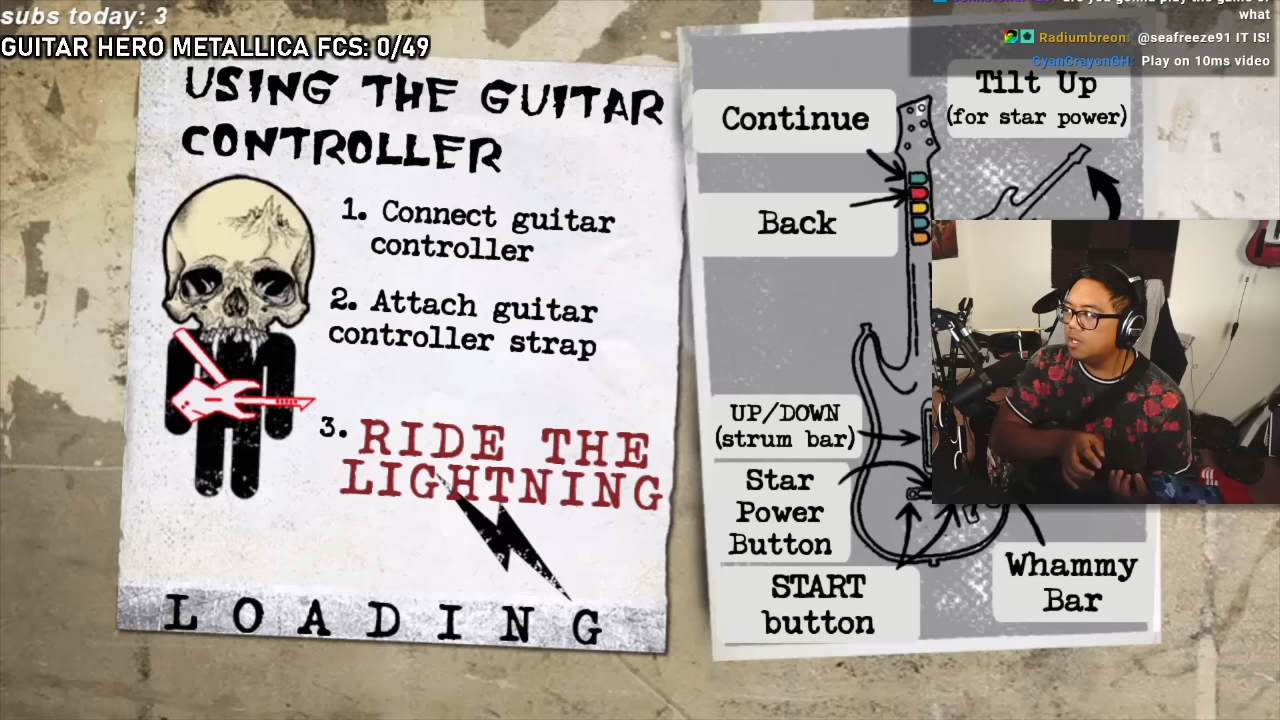 subs today: 3
GUITAR HERO METALLICA FCS: 0/49
what
Radiumbreon: @seafreeze91 IT IS!
CyanCrayonGH: Play on 10ms video
USING THE GUITAR
CONTROLLER
1. Connect guitar
controller
2. Attach guitar
controller strap
3. RIDE THE
LIGHTNING
LOADING
Continue
Back
Tilt Up
(for star power)
UP/DOWN
(strum bar)
Star
Power
Button
START
button
Whammy
Bar